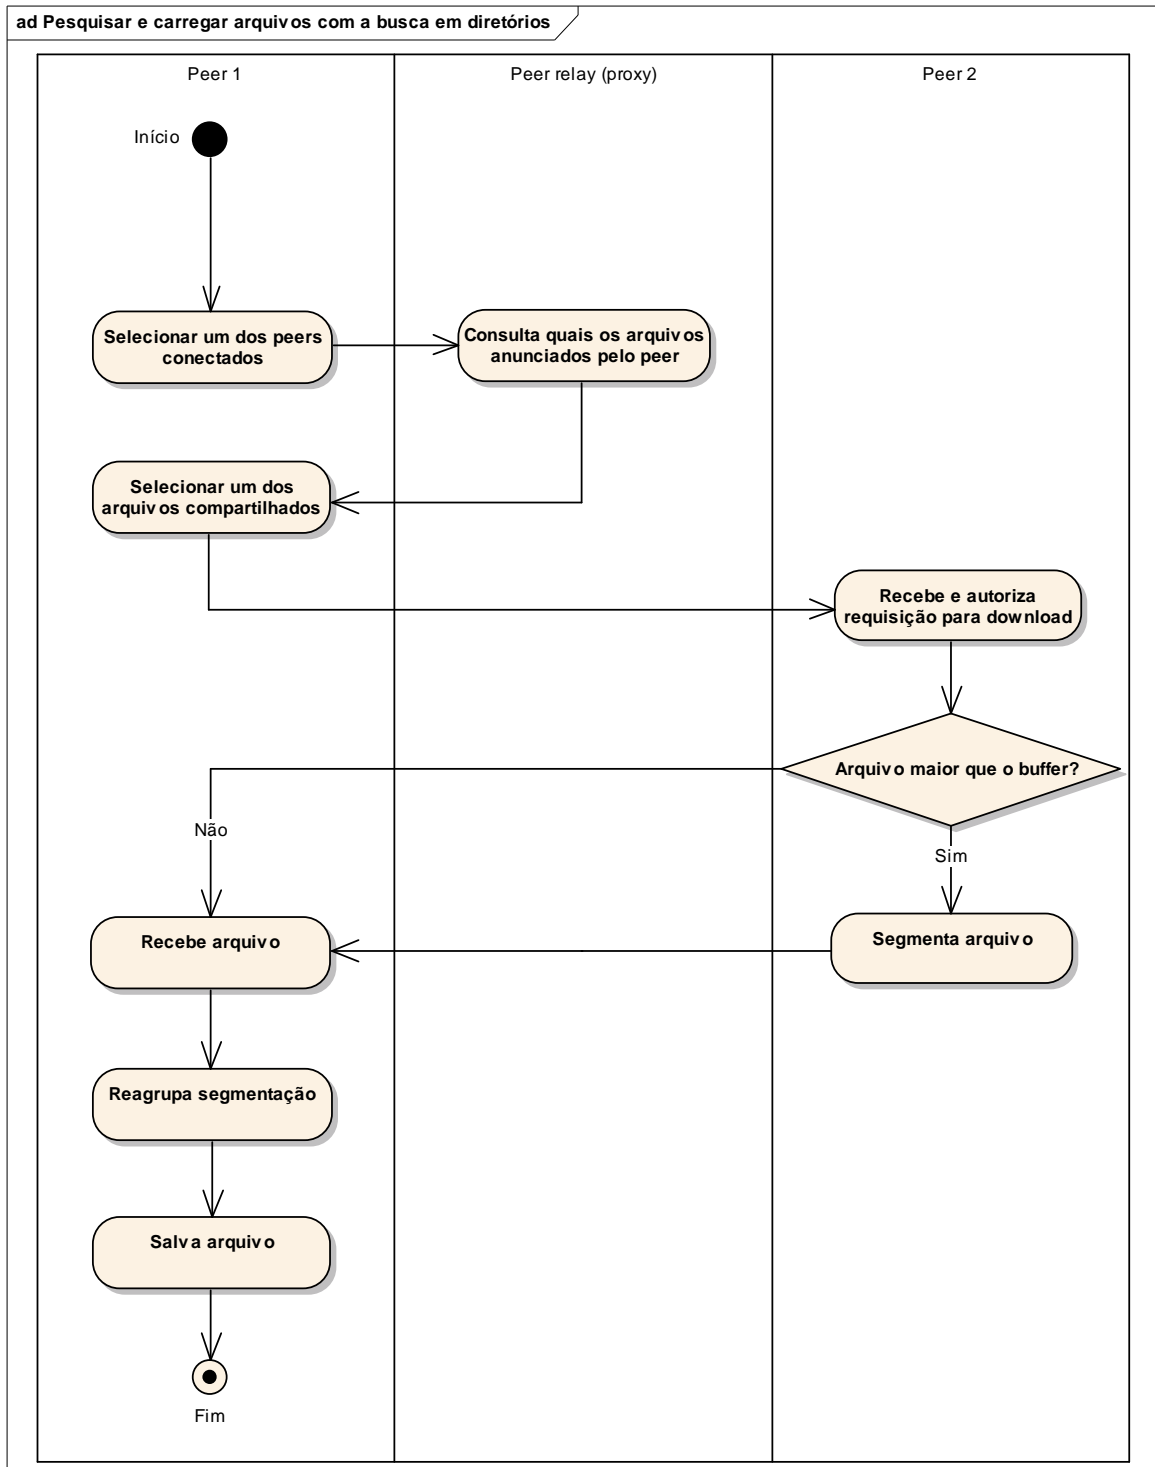 ad Pesquisar e carregar arquivos com a busca em diretórios
Peer 1
Peer relay (proxy)
Peer 2
Início
Selecionar um dos peers
conectados
Consulta quais os arquivos
anunciados pelo peer
Selecionar um dos
arquivos compartilhados
Recebe e autoriza
requisição para download
Arquivo maior que o buffer?
Não
Sim
Recebe arquivo
Segmenta arquivo
Reagrupa segmentação
Salva arquivo
Fim